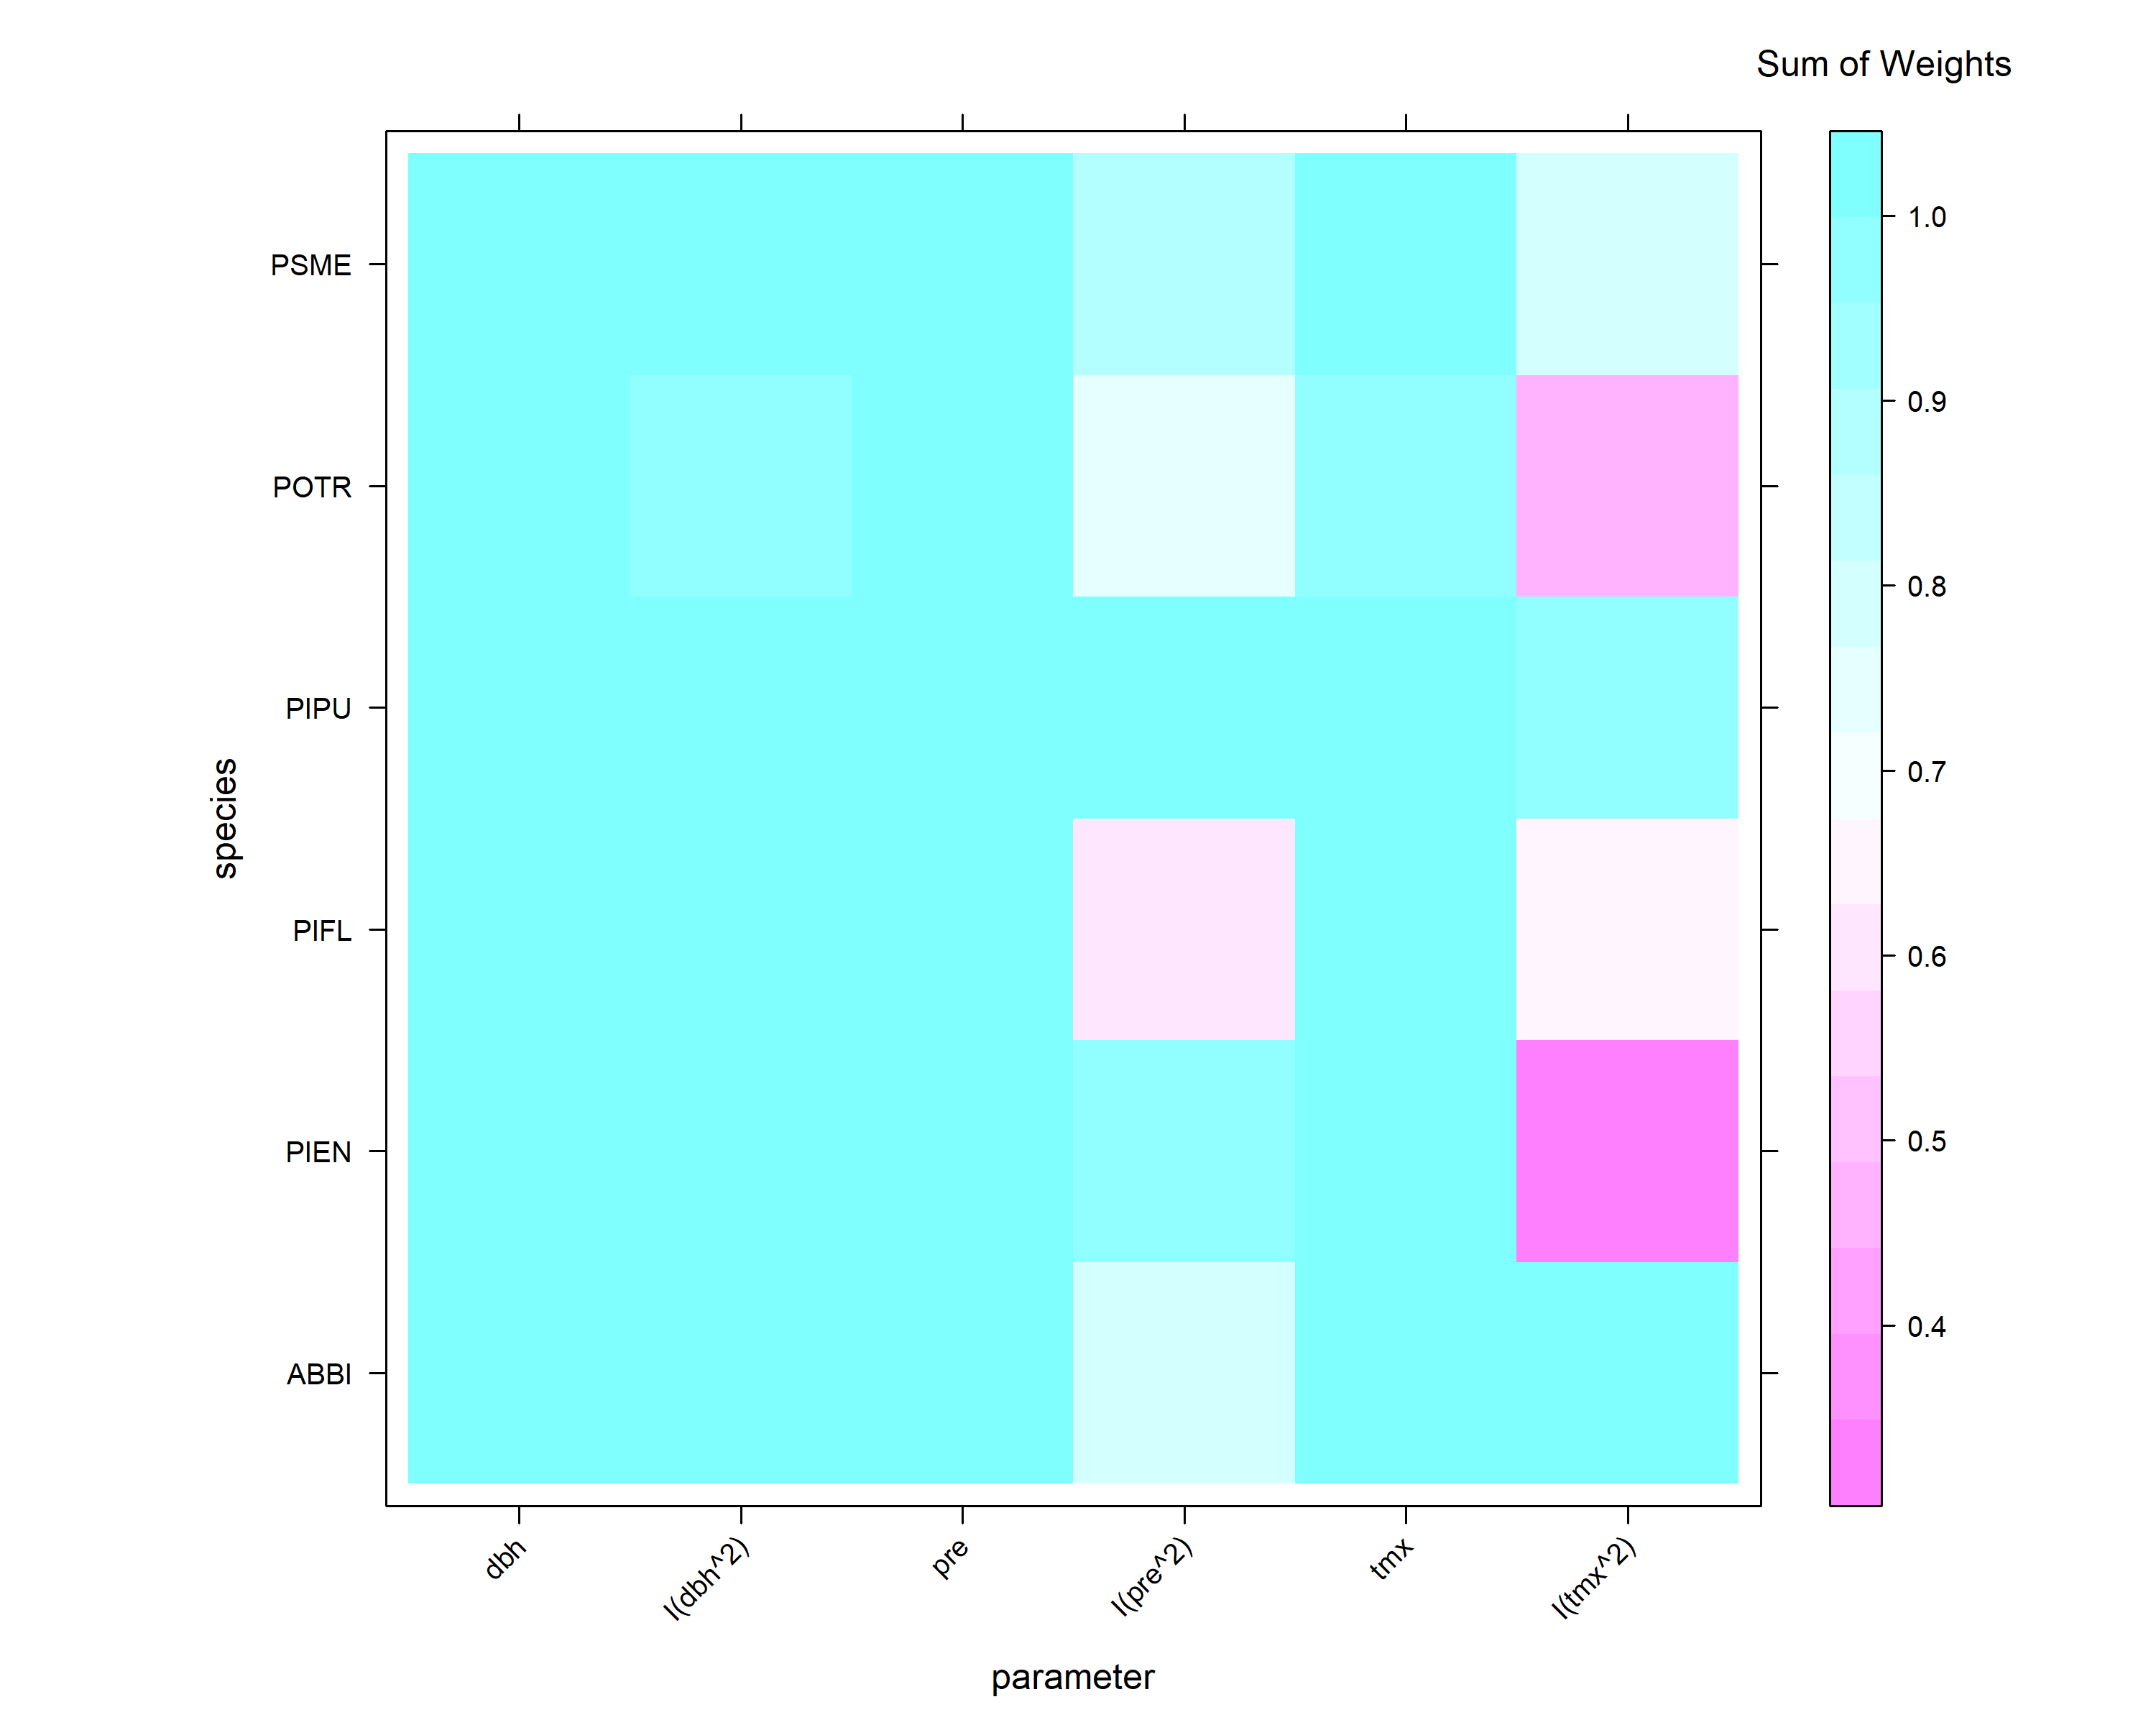 Sum of Weights
PSME
POTR
PIPU
PIFL
PIEN
ABBI
species
dbh
I(dbh^2)
pre
I(pre^2)
tmx
I(tmx^2)
parameter
1.0
0.9
0.8
0.7
0.6
0.5
0.4